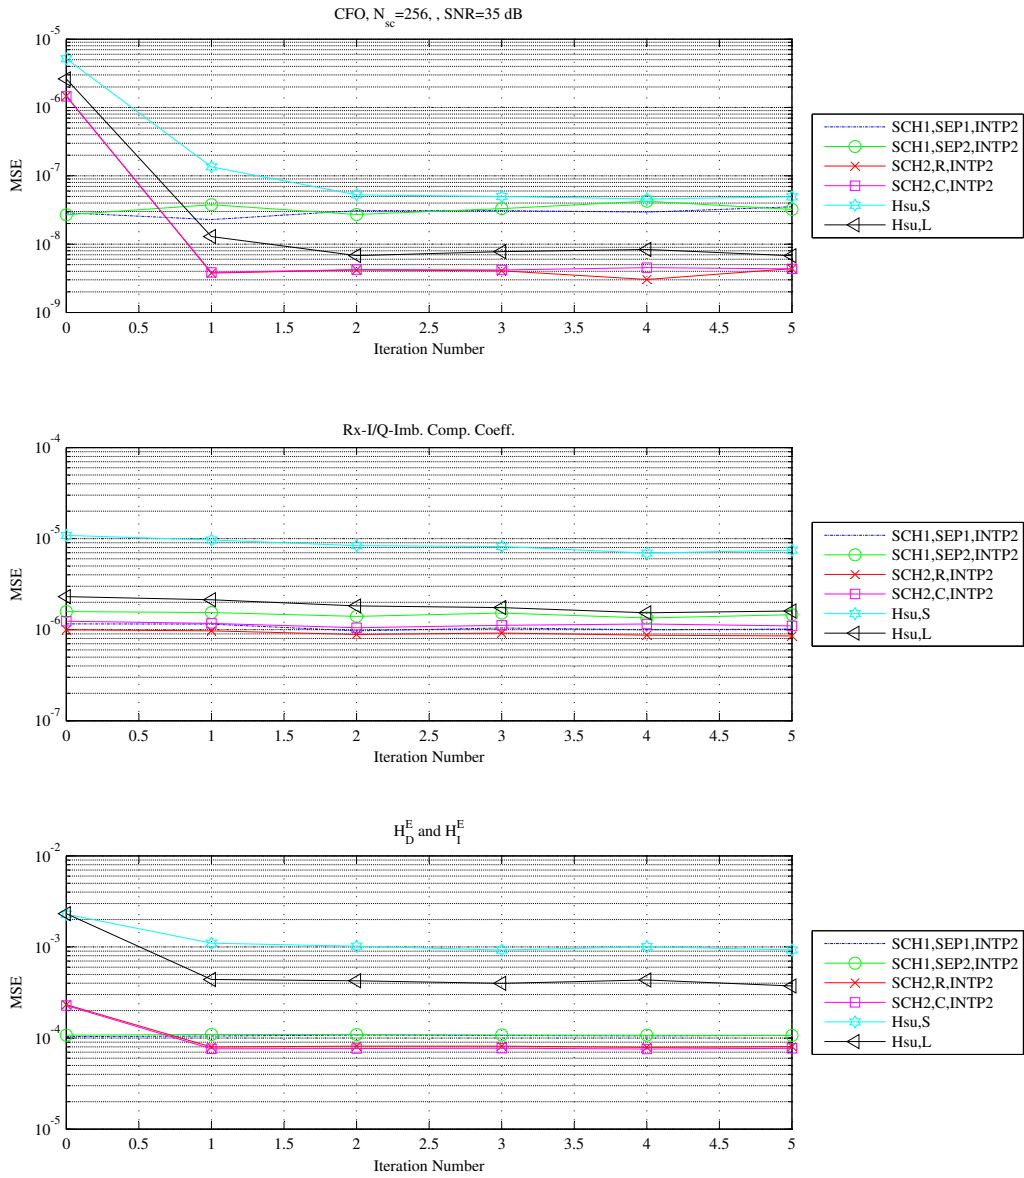 CFO, N_sc=256, , SNR=35 dB
10^-5
10^-6
10^-7
10^-8
10^-9
MSE
0 0.5 1 1.5 2 2.5 3 3.5 4 4.5 5
Iteration Number
SCH1,SEP1,INTP2
SCH1,SEP2,INTP2
SCH2,R,INTP2
SCH2,C,INTP2
Hsu,S
Hsu,L
Rx-I/Q-Imb. Comp. Coeff.
10^-4
10^-5
10^-6
10^-7
MSE
0 0.5 1 1.5 2 2.5 3 3.5 4 4.5 5
Iteration Number
SCH1,SEP1,INTP2
SCH1,SEP2,INTP2
SCH2,R,INTP2
SCH2,C,INTP2
Hsu,S
Hsu,L
H_D^E and H_I^E
10^-2
10^-3
10^-4
10^-5
MSE
0 0.5 1 1.5 2 2.5 3 3.5 4 4.5 5
Iteration Number
SCH1,SEP1,INTP2
SCH1,SEP2,INTP2
SCH2,R,INTP2
SCH2,C,INTP2
Hsu,S
Hsu,L